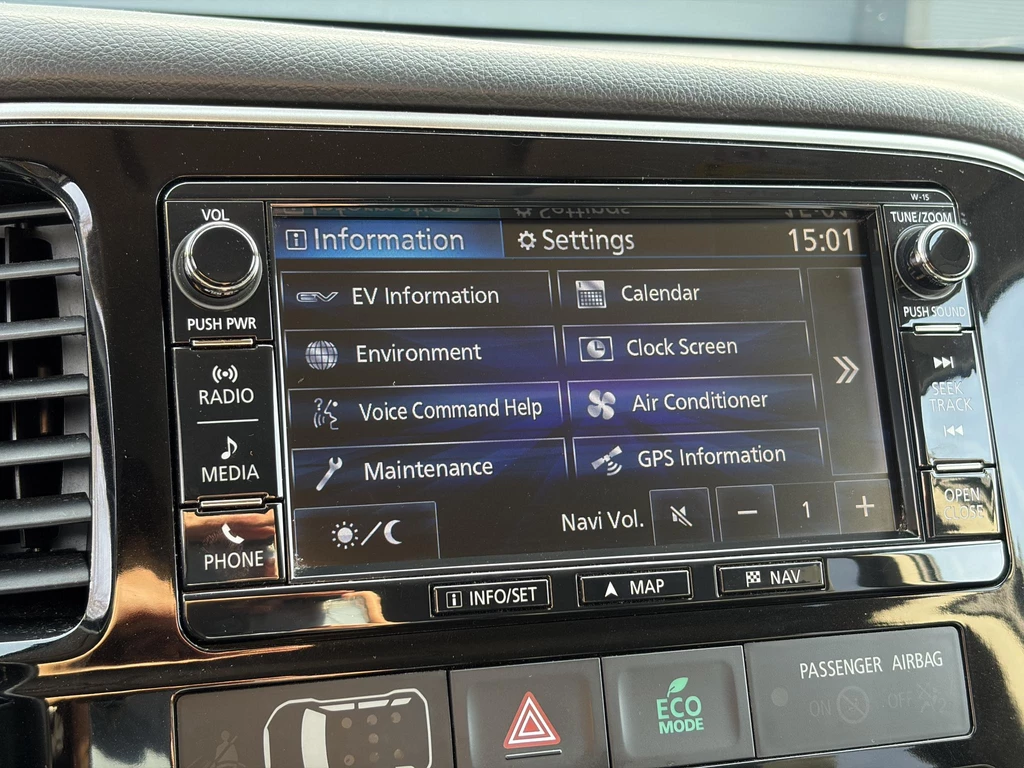 W-15
VOL
PUSH PWR
RADIO
MEDIA
PHONE
Information
Settings
15:01
EV Information
Calendar
Environment
Clock Screen
Voice Command Help
Air Conditioner
Maintenance
GPS Information
Navi Vol.
1
TUNE/ZOOM
PUSH SOUND
SEEK
TRACK
OPEN
CLOSE
INFO/SET
MAP
NAV
ECO
MODE
PASSENGER AIRBAG
ON
OFF